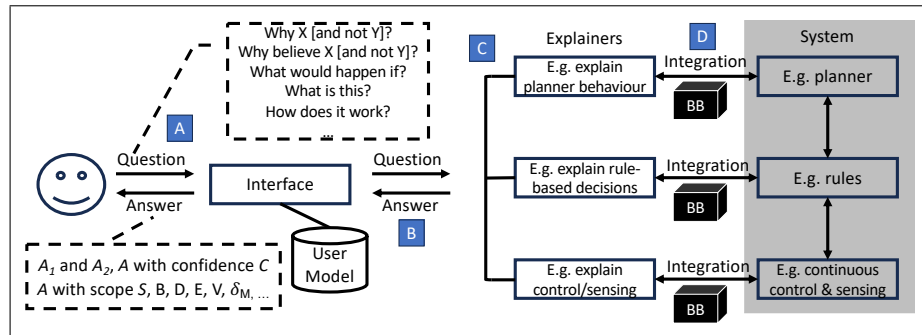 Why X [and not Y]?
Why believe X [and not Y]?
What would happen if?
What is this?
How does it work?
...
A
Question
Answer
Interface
User
Model
A₁ and A₂, A with confidence C
A with scope S, B, D, E, V, δ_M, ...
Question
Answer
B
C
Explainers
E.g. explain
planner behaviour
E.g. explain rule-
based decisions
E.g. explain
control/sensing
D
Integration
BB
Integration
BB
Integration
BB
System
E.g. planner
E.g. rules
E.g. continuous
control & sensing